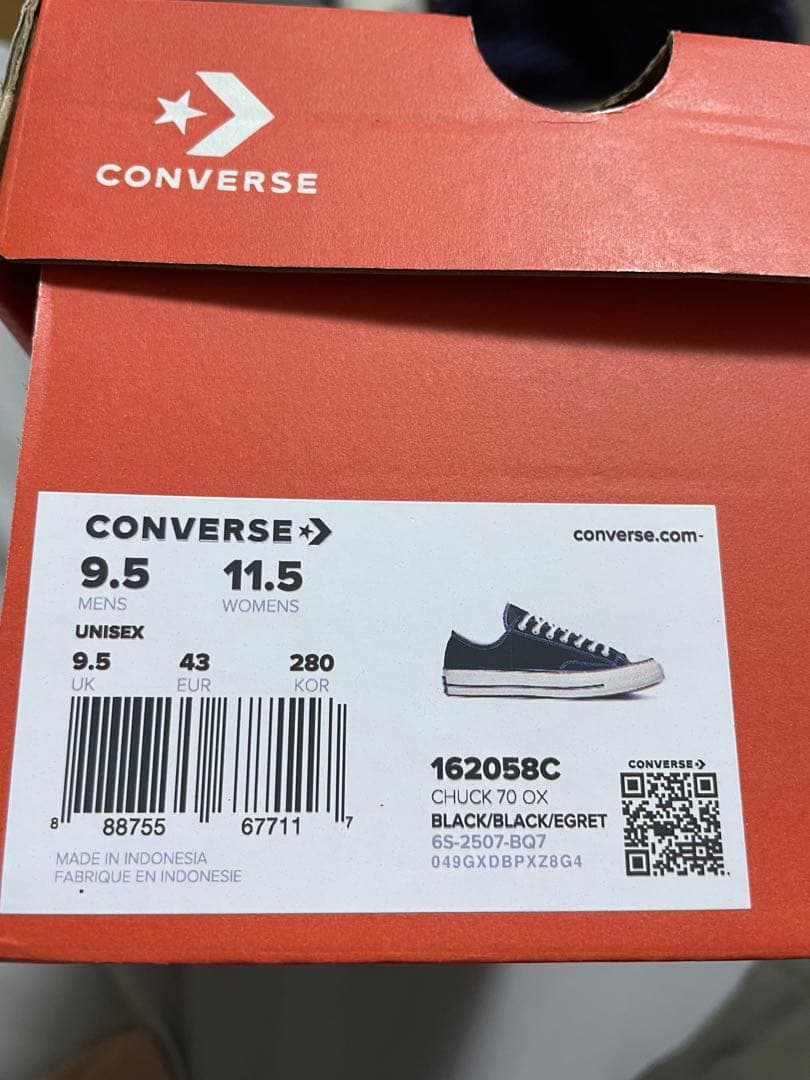 CONVERSE
CONVERSE
converse.com-
9.5 11.5
MENS WOMENS
UNISEX
9.5 43 280
UK EUR KOR
8 88755 67711 7
MADE IN INDONESIA
FABRIQUE EN INDONESIE
162058C
CHUCK 70 OX
BLACK/BLACK/EGRET
6S-2507-BQ7
049GXDBPXZ8G4
CONVERSE